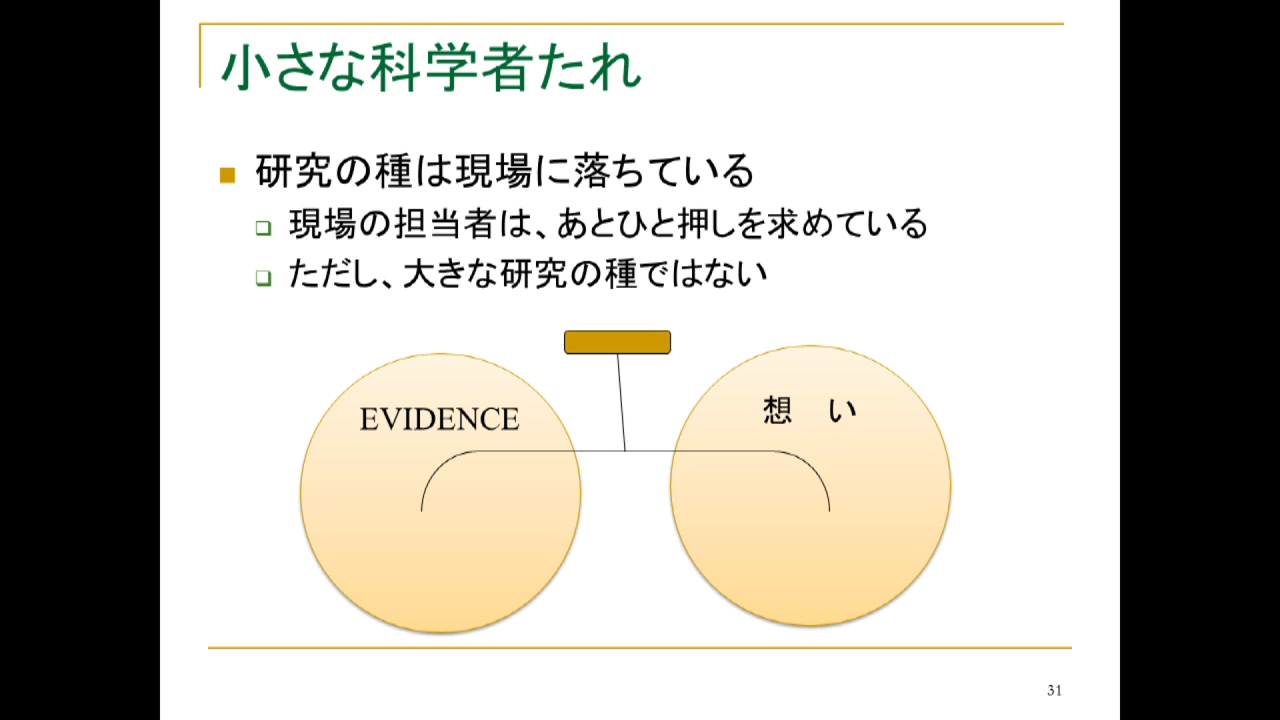 小さな科学者たれ
研究の種は現場に落ちている
現場の担当者は、あとひと押しを求めている
ただし、大きな研究の種ではない
EVIDENCE
想　い
31